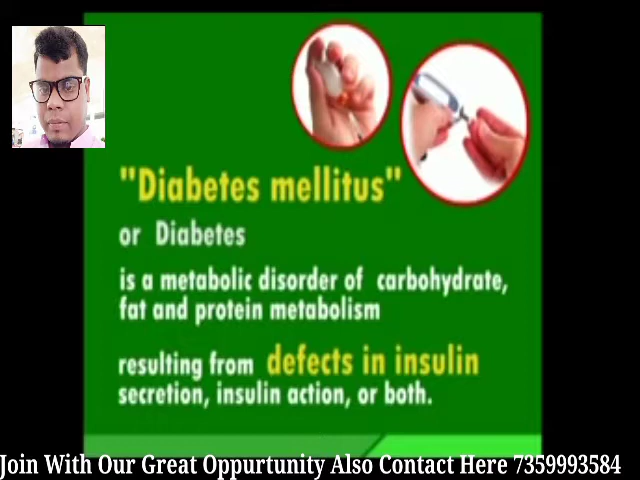 "Diabetes mellitus"
or Diabetes
is a metabolic disorder of carbohydrate,
fat and protein metabolism
resulting from defects in insulin
secretion, insulin action, or both.
Join With Our Great Oppurtunity Also Contact Here 7359993584